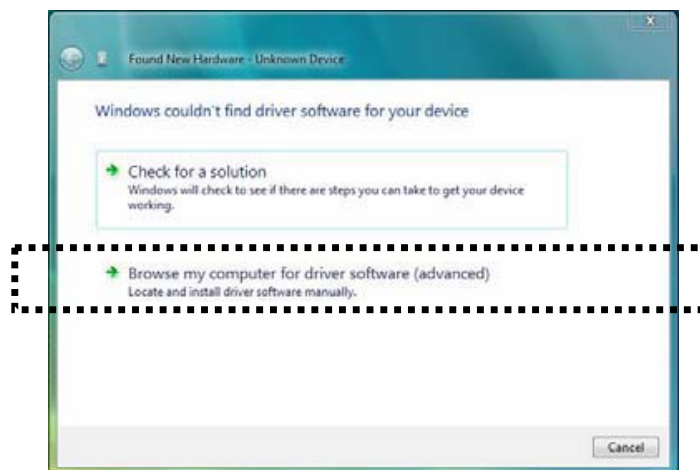 Found New Hardware - Unknown Device
Windows couldn't find driver software for your device
Check for a solution
Windows will check to see if there are steps you can take to get your device
working.
Browse my computer for driver software (advanced)
Locate and install driver software manually.
Cancel